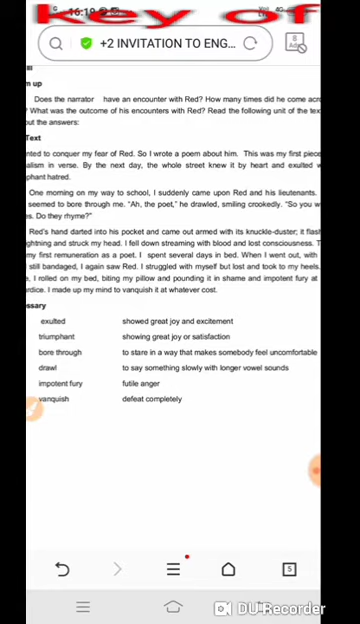 key of
16:19
+2 INVITATION TO ENG...
8
III
m up
Does the narrator have an encounter with Red? How many times did he come acr
? What was the outcome of his encounters with Red? Read the following unit of the tex
out the answers:
Text
nted to conquer my fear of Red. So I wrote a poem about him. This was my first piece
alism in verse. By the next day, the whole street knew it by heart and exulted w
phant hatred.
One morning on my way to school, I suddenly came upon Red and his lieutenants.
seemed to bore through me. "Ah, the poet," he drawled, smiling crookedly. "So you w
es. Do they rhyme?"
Red's hand darted into his pocket and came out armed with its knuckle-duster; it flash
ghtning and struck my head. I fell down streaming with blood and lost consciousness. T
my first remuneration as a poet. I spent several days in bed. When I went out, with
still bandaged, I again saw Red. I struggled with myself but lost and took to my heels.
e, I rolled on my bed, biting my pillow and pounding it in shame and impotent fury at
rdice. I made up my mind to vanquish it at whatever cost.
ossary
exulted showed great joy and excitement
triumphant showing great joy or satisfaction
bore through to stare in a way that makes somebody feel uncomfortable
drawl to say something slowly with longer vowel sounds
impotent fury futile anger
vanquish defeat completely
5
DU Recorder